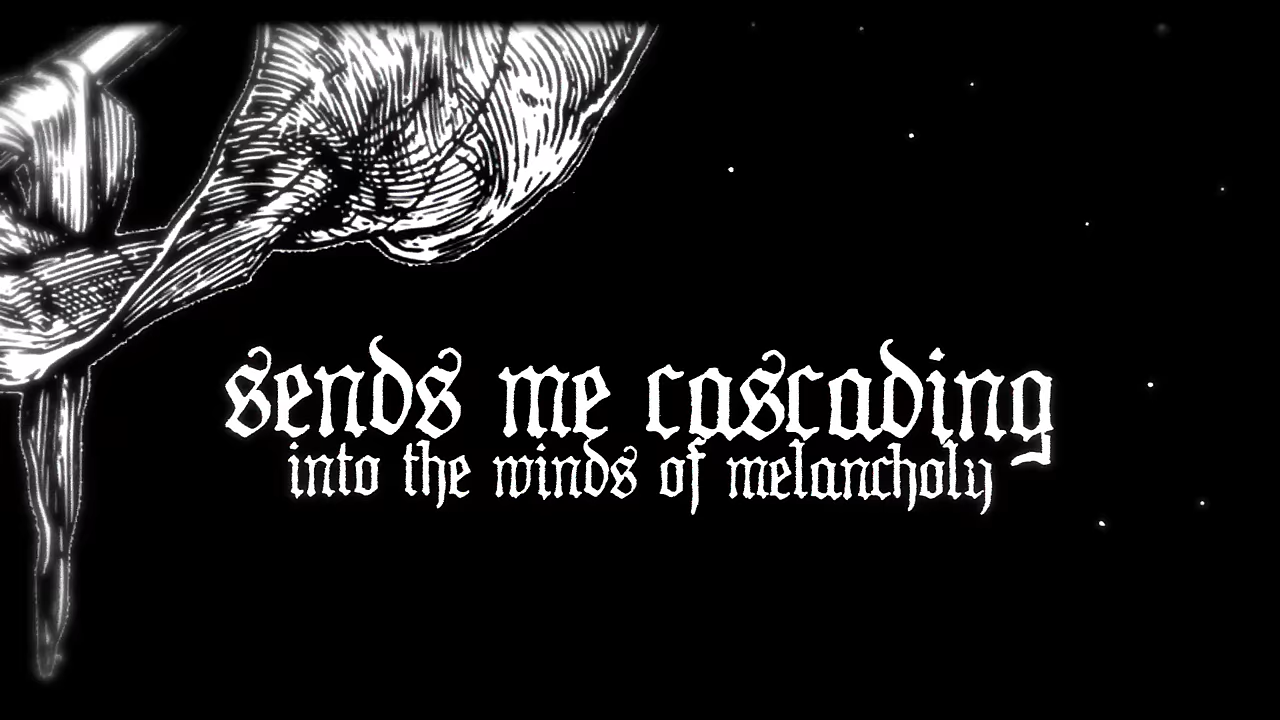 sends me cascading
into the winds of melancholy